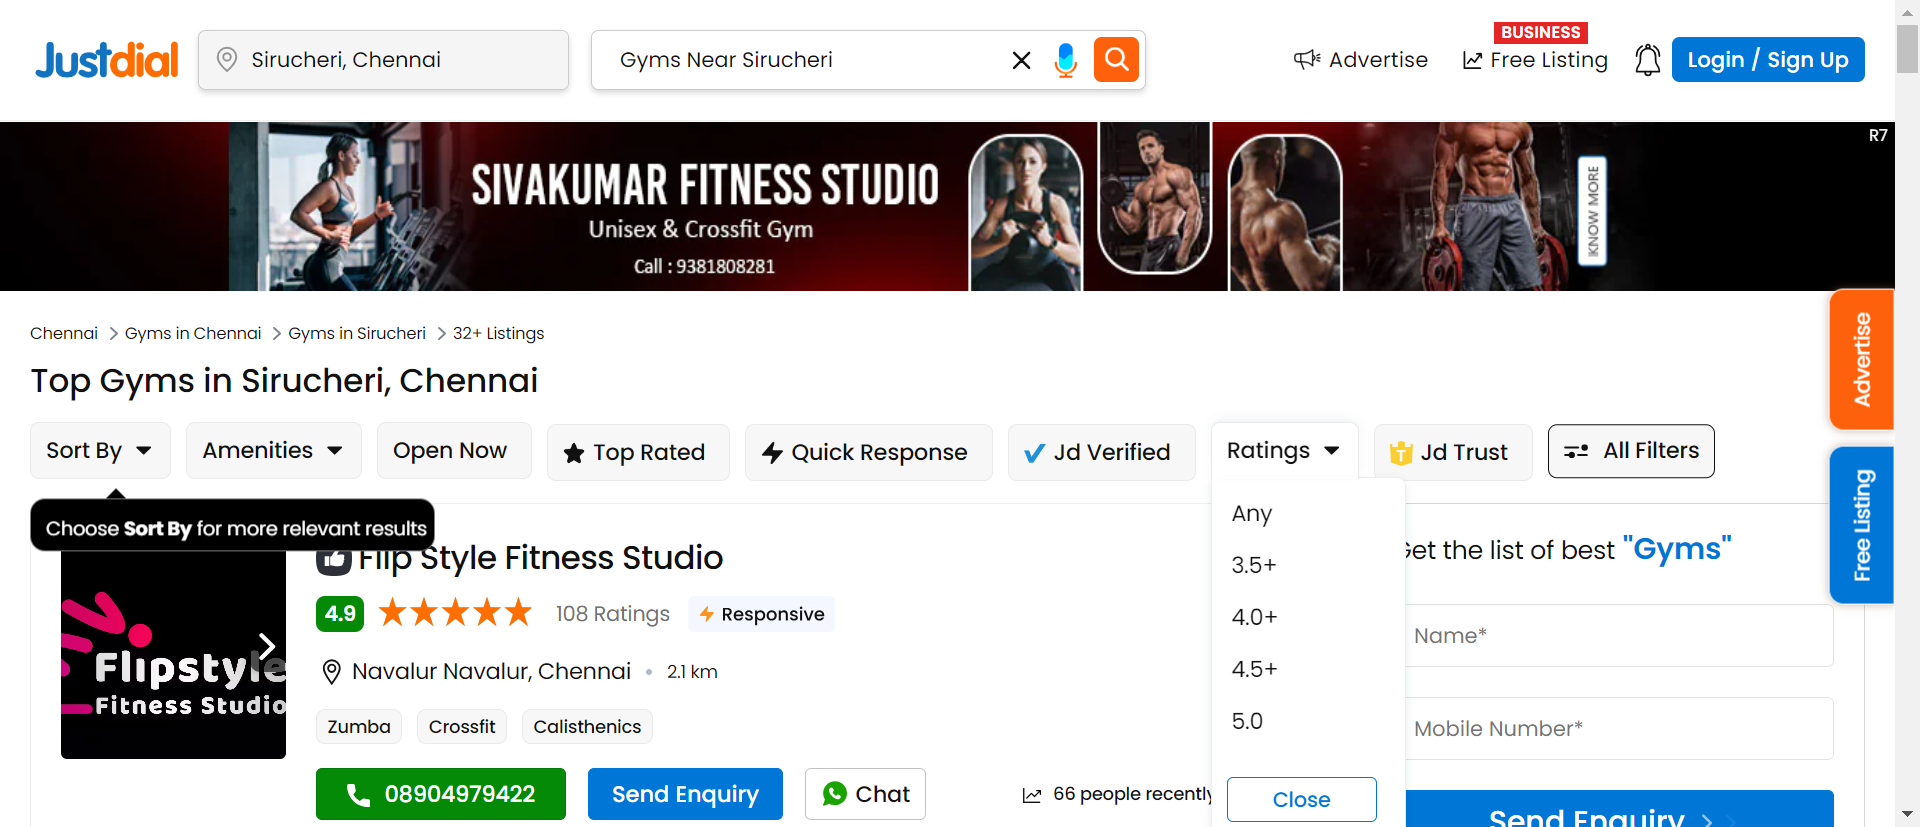 Justdial
Sirucheri, Chennai
Gyms Near Sirucheri
Advertise
BUSINESS
Free Listing
Login / Sign Up
R7
SIVAKUMAR FITNESS STUDIO
Unisex & Crossfit Gym
Call : 9381808281
KNOW MORE
Chennai > Gyms in Chennai > Gyms in Sirucheri > 32+ Listings
Top Gyms in Sirucheri, Chennai
Sort By
Amenities
Open Now
Top Rated
Quick Response
Jd Verified
Ratings
Jd Trust
All Filters
Choose Sort By for more relevant results
Any
3.5+
4.0+
4.5+
5.0
Close
Flip Style Fitness Studio
4.9
108 Ratings
Responsive
Navalur Navalur, Chennai • 2.1 km
Zumba
Crossfit
Calisthenics
08904979422
Send Enquiry
Chat
66 people recently
Flipstyle
Fitness Studio
Get the list of best "Gyms"
Name*
Mobile Number*
Send Enquiry
Advertise
Free Listing